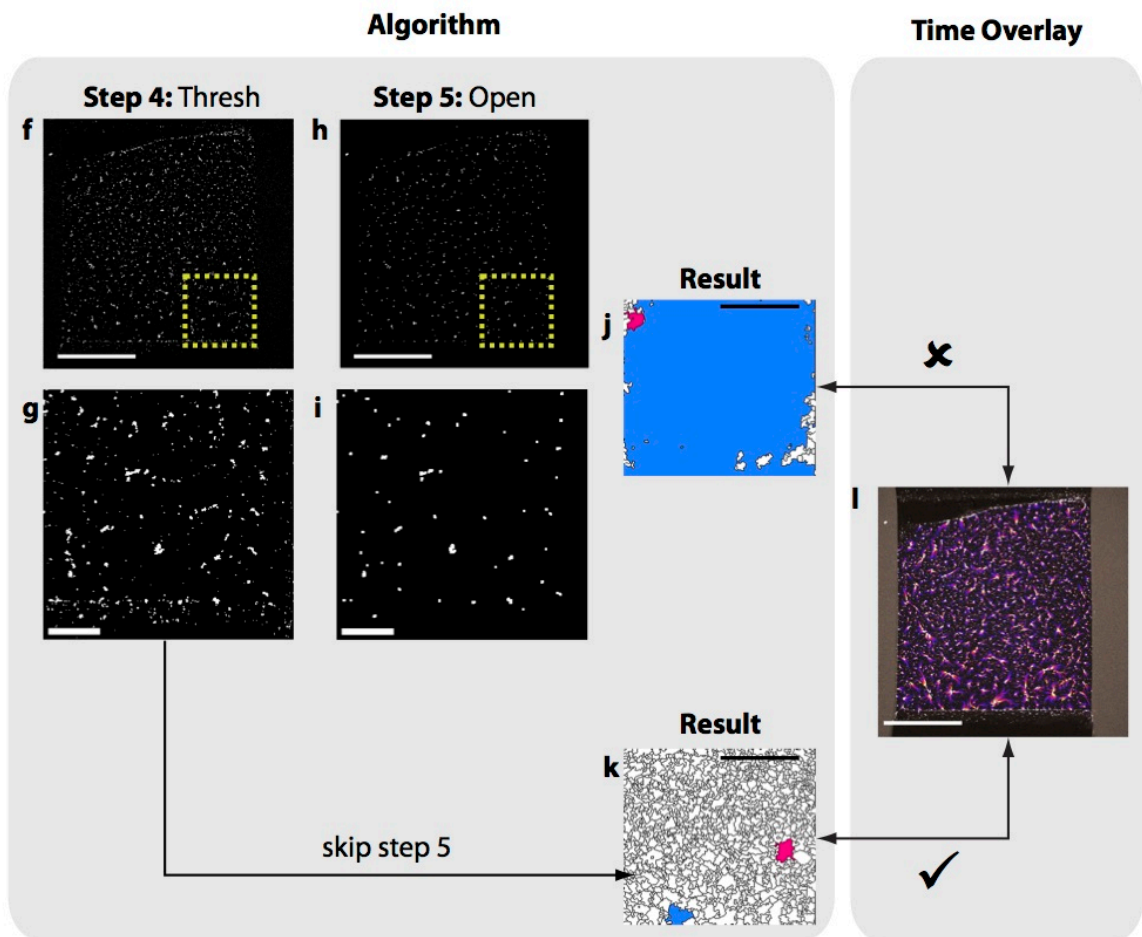 Algorithm
Time Overlay
Step 4: Thresh
Step 5: Open
f
h
Result
j
✘
g
i
l
Result
k
skip step 5
✓